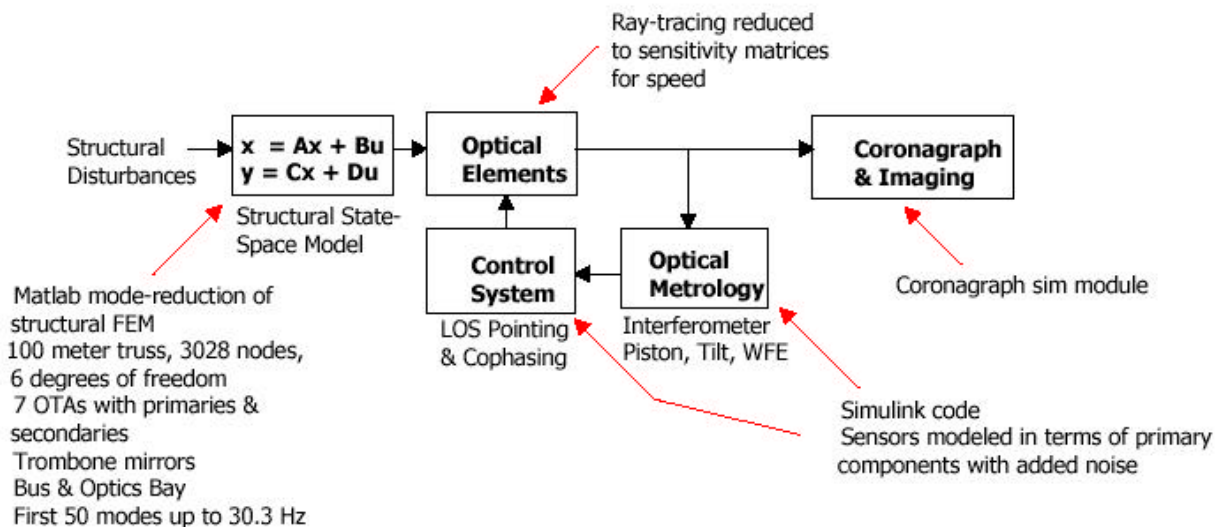 Ray-tracing reduced
to sensitivity matrices
for speed
Structural
Disturbances
x = Ax + Bu
y = Cx + Du
Structural State-
Space Model
Optical
Elements
Coronagraph
& Imaging
Control
System
LOS Pointing
& Cophasing
Optical
Metrology
Interferometer
Piston, Tilt, WFE
Coronagraph sim module
Matlab mode-reduction of
structural FEM
100 meter truss, 3028 nodes,
6 degrees of freedom
7 OTAs with primaries &
secondaries
Trombone mirrors
Bus & Optics Bay
First 50 modes up to 30.3 Hz
Simulink code
Sensors modeled in terms of primary
components with added noise